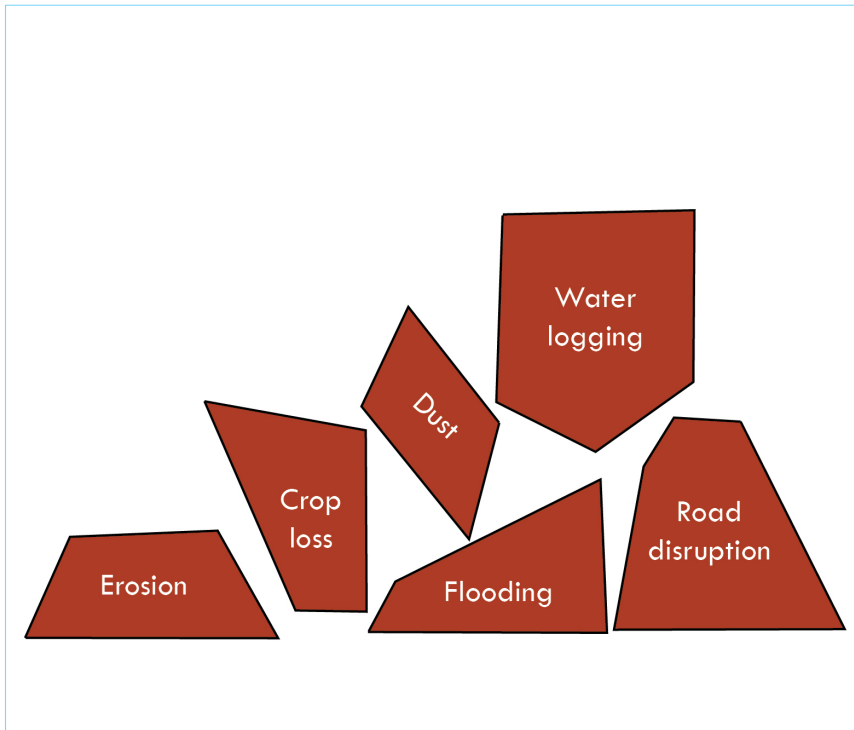 Water
logging
Dust
Crop
loss
Road
disruption
Erosion
Flooding